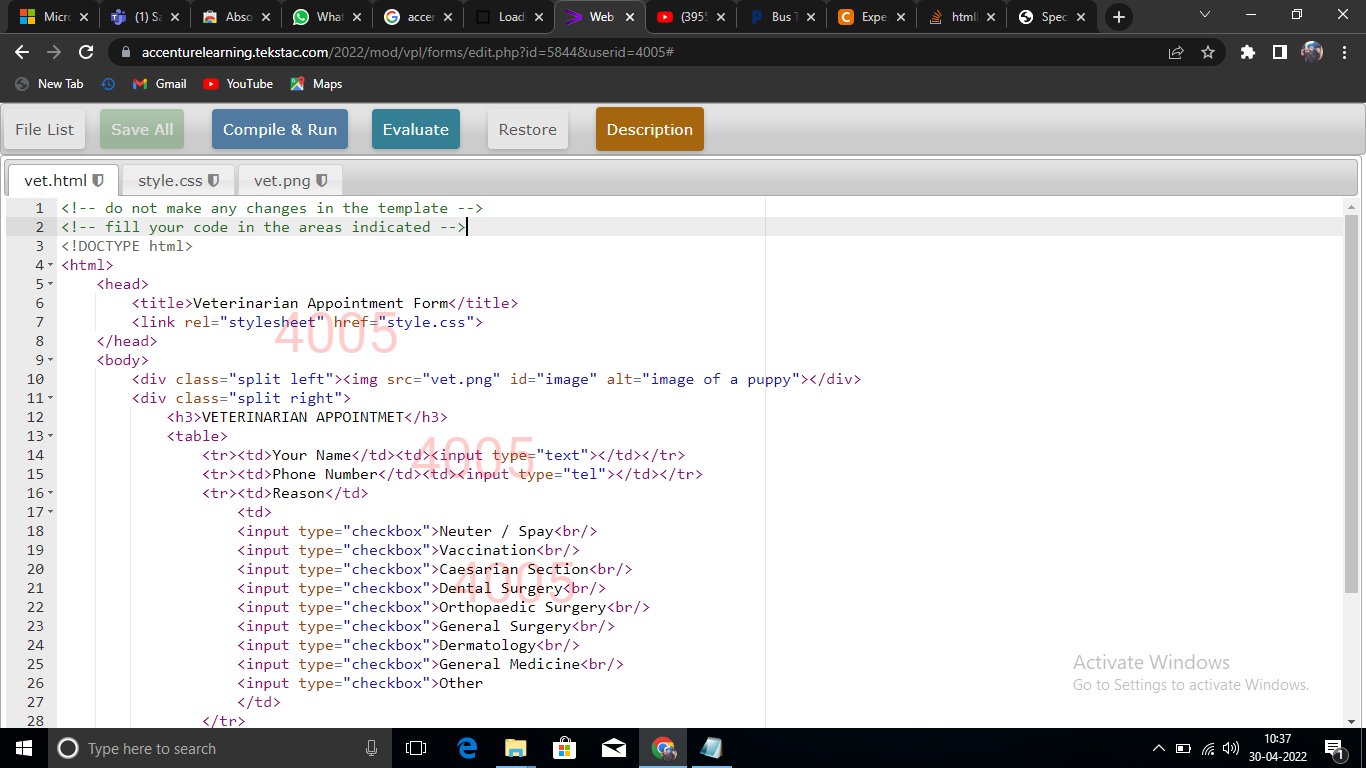 Micro
(1) Sa
Abso
What
accer
Load
Web
(395
Bus T
Expe
htmll
Spec
accenturelearning.tekstac.com/2022/mod/vpl/forms/edit.php?id=5844&userid=4005#
New Tab
Gmail
YouTube
Maps
File List
Save All
Compile & Run
Evaluate
Restore
Description
vet.html
style.css
vet.png
1 <!-- do not make any changes in the template -->
2 <!-- fill your code in the areas indicated -->
3 <!DOCTYPE html>
4 <html>
5 <head>
6 <title>Veterinarian Appointment Form</title>
7 <link rel="stylesheet" href="style.css">
8 </head>
9 <body>
10 <div class="split left"><img src="vet.png" id="image" alt="image of a puppy"></div>
11 <div class="split right">
12 <h3>VETERINARIAN APPOINTMET</h3>
13 <table>
14 <tr><td>Your Name</td><td><input type="text"></td></tr>
15 <tr><td>Phone Number</td><td><input type="tel"></td></tr>
16 <tr><td>Reason</td>
17 <td>
18 <input type="checkbox">Neuter / Spay<br/>
19 <input type="checkbox">Vaccination<br/>
20 <input type="checkbox">Caesarian Section<br/>
21 <input type="checkbox">Dental Surgery<br/>
22 <input type="checkbox">Orthopaedic Surgery<br/>
23 <input type="checkbox">General Surgery<br/>
24 <input type="checkbox">Dermatology<br/>
25 <input type="checkbox">General Medicine<br/>
26 <input type="checkbox">Other
27 </td>
28 </tr>
4005
4005
4005
Activate Windows
Go to Settings to activate Windows.
Type here to search
10:37
30-04-2022
1